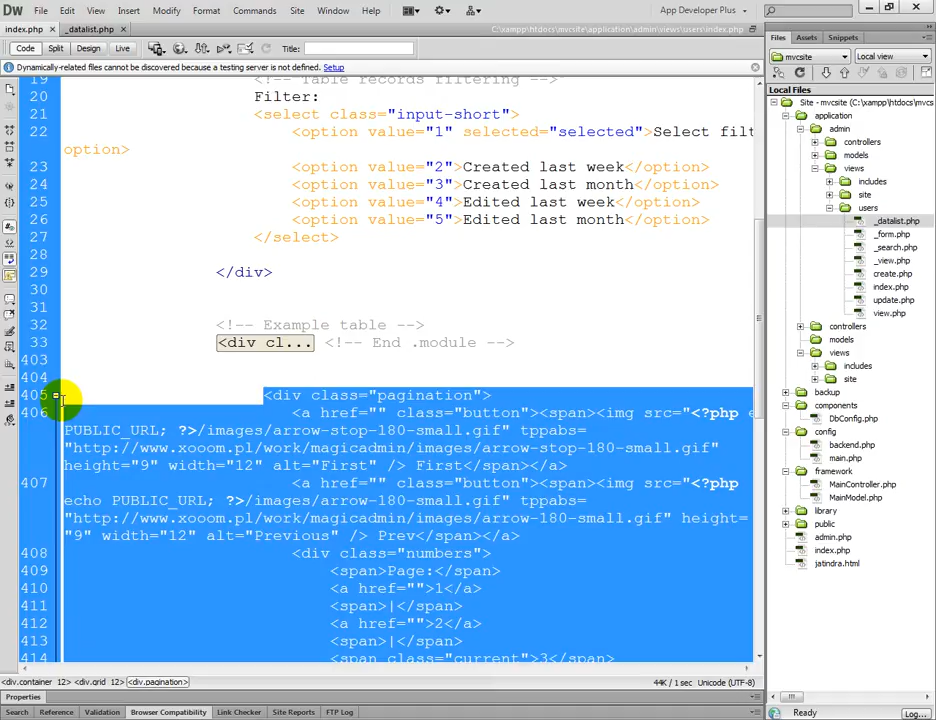 Dw File Edit View Insert Modify Format Commands Site Window Help App Developer Plus
index.php × _datalist.php ×
C:\xampp\htdocs\mvcsite\application\admin\views\users\index.php
Code Split Design Live Title:
Dynamically-related files cannot be discovered because a testing server is not defined. Setup
19 <!-- Table records filtering -->
20 Filter:
21 <select class="input-short">
22 <option value="1" selected="selected">Select filt
option>
23 <option value="2">Created last week</option>
24 <option value="3">Created last month</option>
25 <option value="4">Edited last week</option>
26 <option value="5">Edited last month</option>
27 </select>
28
29 </div>
30
31
32 <!-- Example table -->
33 <div cl... <!-- End .module -->
403
404
405 <div class="pagination">
406 <a href="" class="button"><span><img src="<?php e
PUBLIC_URL; ?>/images/arrow-stop-180-small.gif" tppabs=
"http://www.xooom.pl/work/magicadmin/images/arrow-stop-180-small.gif"
height="9" width="12" alt="First" /> First</span></a>
407 <a href="" class="button"><span><img src="<?php
echo PUBLIC_URL; ?>/images/arrow-180-small.gif" tppabs=
"http://www.xooom.pl/work/magicadmin/images/arrow-180-small.gif" height=
"9" width="12" alt="Previous" /> Prev</span></a>
408 <div class="numbers">
409 <span>Page:</span>
410 <a href="">1</a>
411 <span>|</span>
412 <a href="">2</a>
413 <span>|</span>
414 <span class="current">3</span>
<div.container_12> <div.grid_12> <div.pagination>
44K / 1 sec Unicode (UTF-8)
Properties
Search Reference Validation Browser Compatibility Link Checker Site Reports FTP Log
Files Assets Snippets
mvcsite Local view
Local Files
Site - mvcsite (C:\xampp\htdocs\mvcs
application
admin
controllers
models
views
includes
site
users
_datalist.php
_form.php
_search.php
_view.php
create.php
index.php
update.php
view.php
controllers
models
views
includes
site
backup
components
DbConfig.php
config
backend.php
main.php
framework
MainController.php
MainModel.php
library
public
admin.php
index.php
jatindra.html
Ready Log...